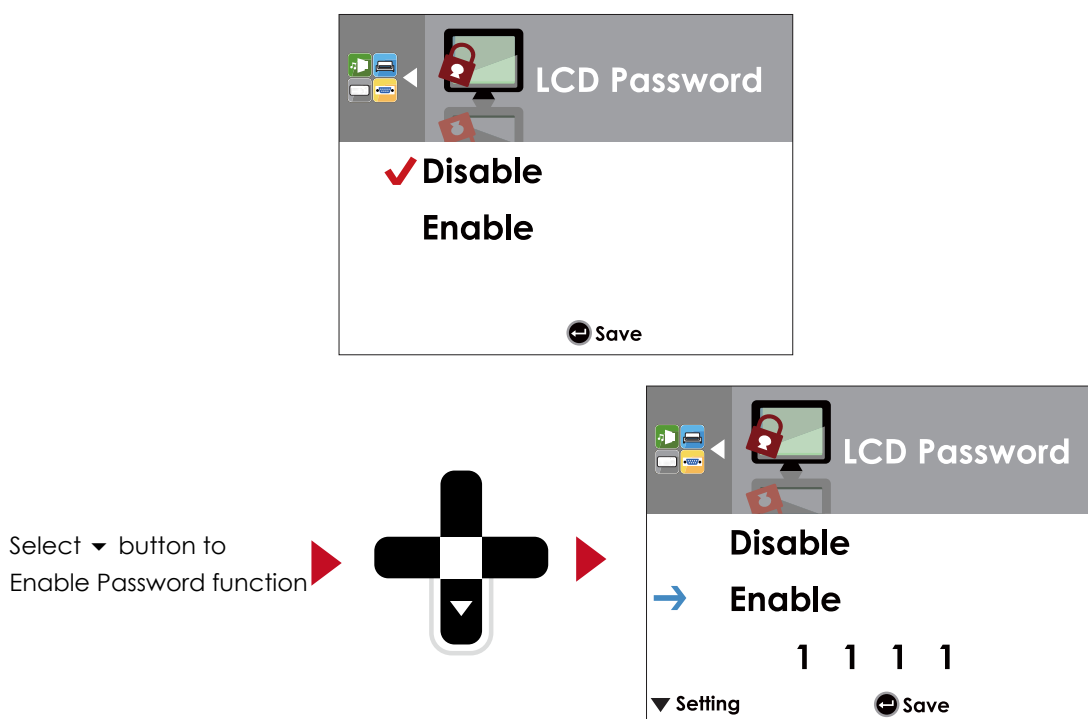 LCD Password
Disable
Enable
Save
Select ▼ button to
Enable Password function
LCD Password
Disable
Enable
1 1 1 1
▼ Setting Save